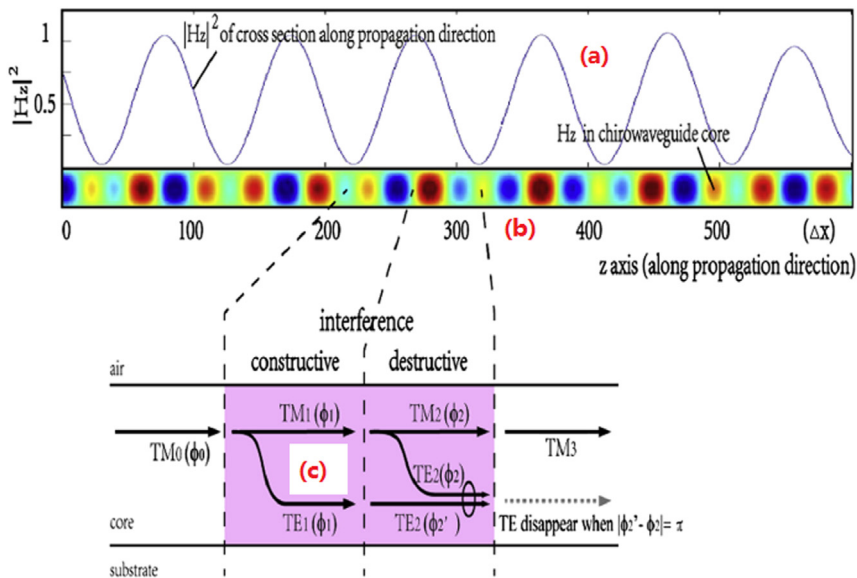 1
|Hz|² of cross section along propagation direction
(a)
|Hz|²
0.5
Hz in chirowaveguide core
0 100 200 300 (b) 400 500 (Δx)
z axis (along propagation direction)
interference
constructive destructive
air
TM0(ϕ0) TM1(ϕ1) TM2(ϕ2) TM3
(c)
TE2(ϕ2)
core TE1(ϕ1) TE2(ϕ2') TE disappear when |ϕ2'- ϕ2|= π
substrate